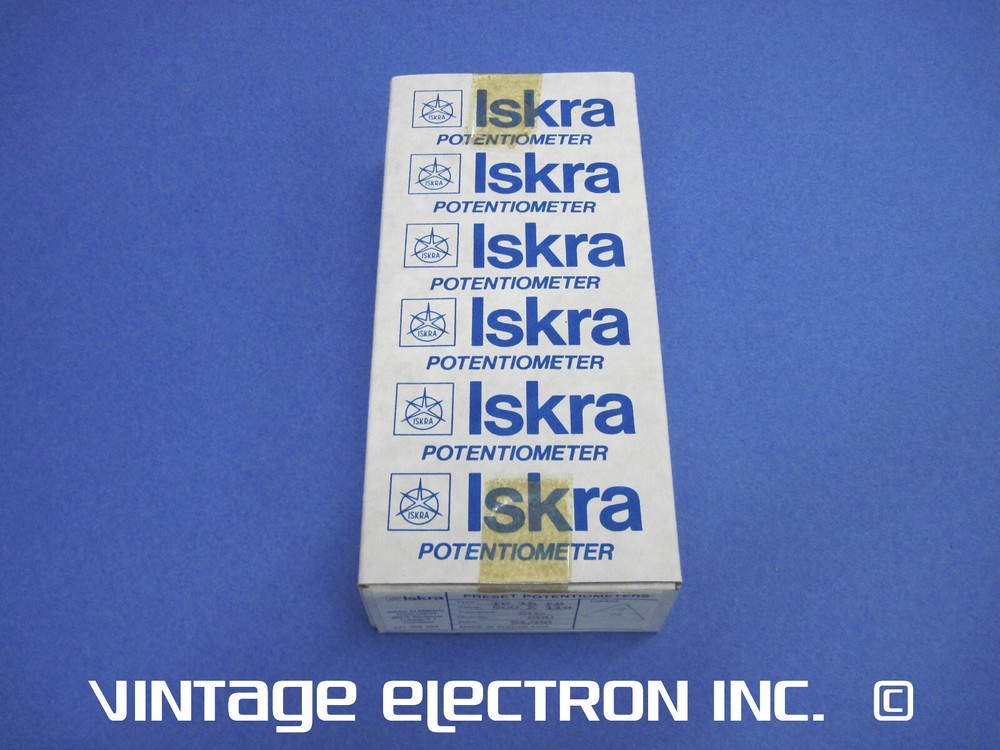 ISKRA Iskra
POTENTIOMETER
ISKRA Iskra
POTENTIOMETER
ISKRA Iskra
POTENTIOMETER
ISKRA Iskra
POTENTIOMETER
ISKRA Iskra
POTENTIOMETER
ISKRA Iskra
POTENTIOMETER
Iskra PRESET POTENTIOMETERS
VINtage electron INC. ©